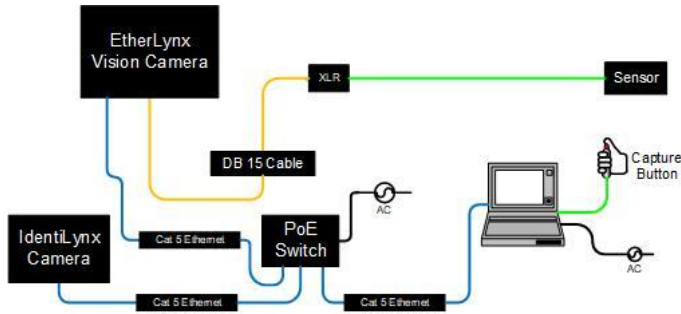 EtherLynx
Vision Camera
XLR
Sensor
DB 15 Cable
Capture
Button
AC
IdentiLynx
Camera
Cat 5 Ethernet
PoE
Switch
AC
Cat 5 Ethernet
Cat 5 Ethernet